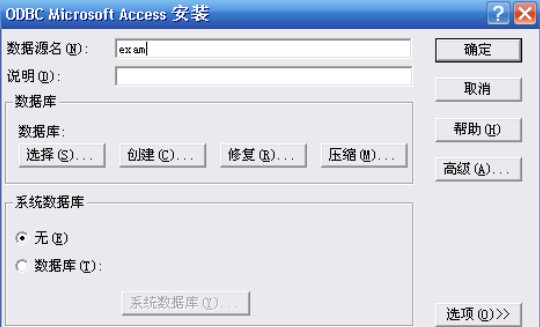 ODBC Microsoft Access 安装
数据源名(N): exam 确定
说明(D): 取消
数据库
数据库:
选择(S)... 创建(C)... 修复(R)... 压缩(M)...
帮助(H)
高级(A)...
系统数据库
无(E)
数据库(T):
系统数据库(Y)...
选项(O)>>